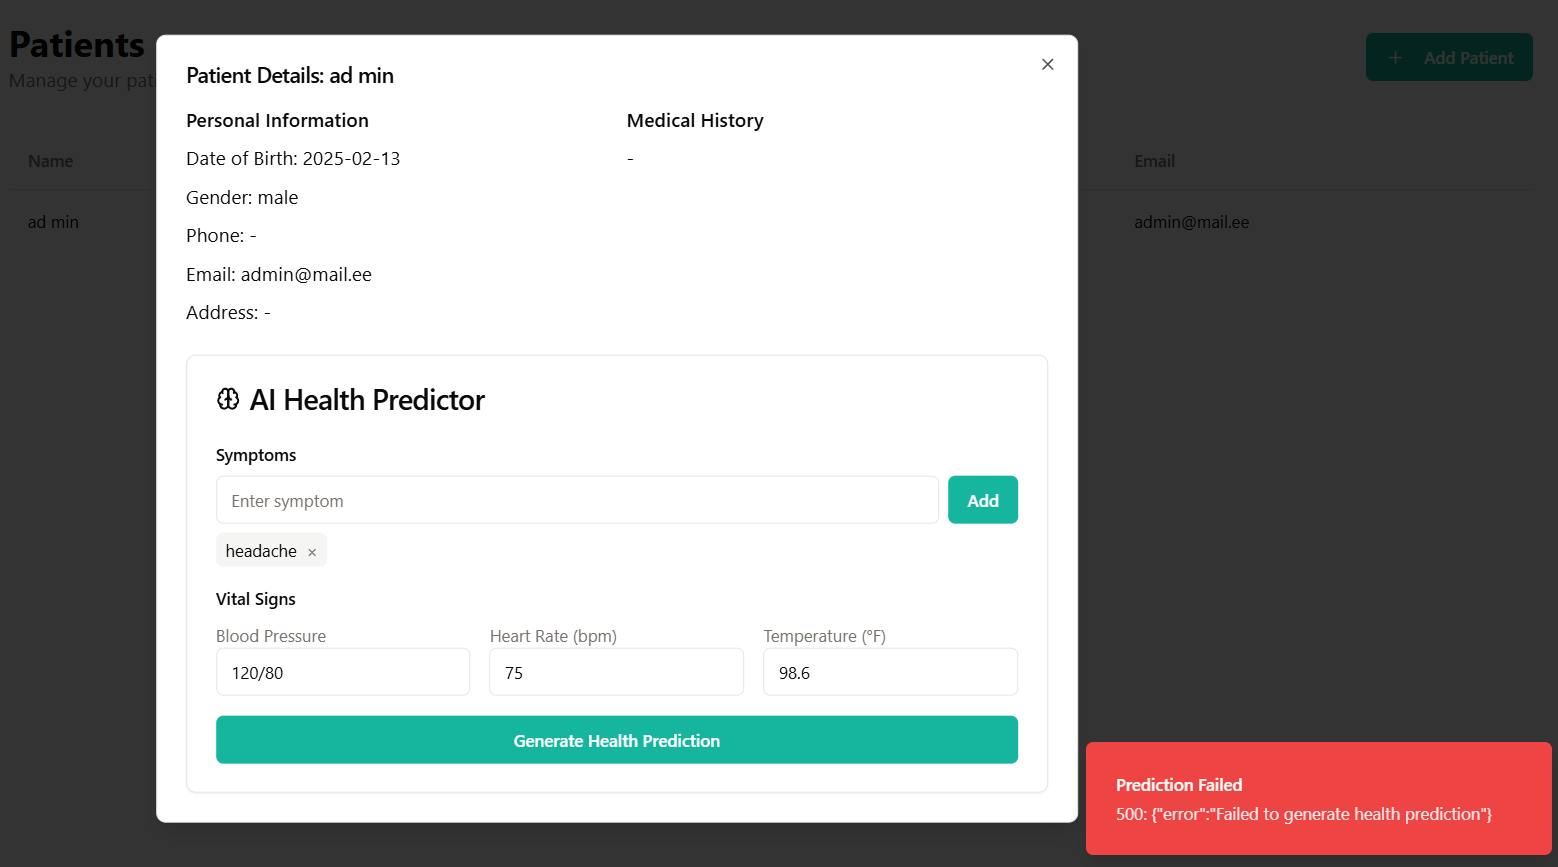 Patients
Manage your pat
+ Add Patient
Name
Email
ad min
admin@mail.ee
Patient Details: ad min
×
Personal Information
Date of Birth: 2025-02-13
Gender: male
Phone: -
Email: admin@mail.ee
Address: -
Medical History
-
AI Health Predictor
Symptoms
Enter symptom
Add
headache ×
Vital Signs
Blood Pressure
120/80
Heart Rate (bpm)
75
Temperature (°F)
98.6
Generate Health Prediction
Prediction Failed
500: {"error":"Failed to generate health prediction"}